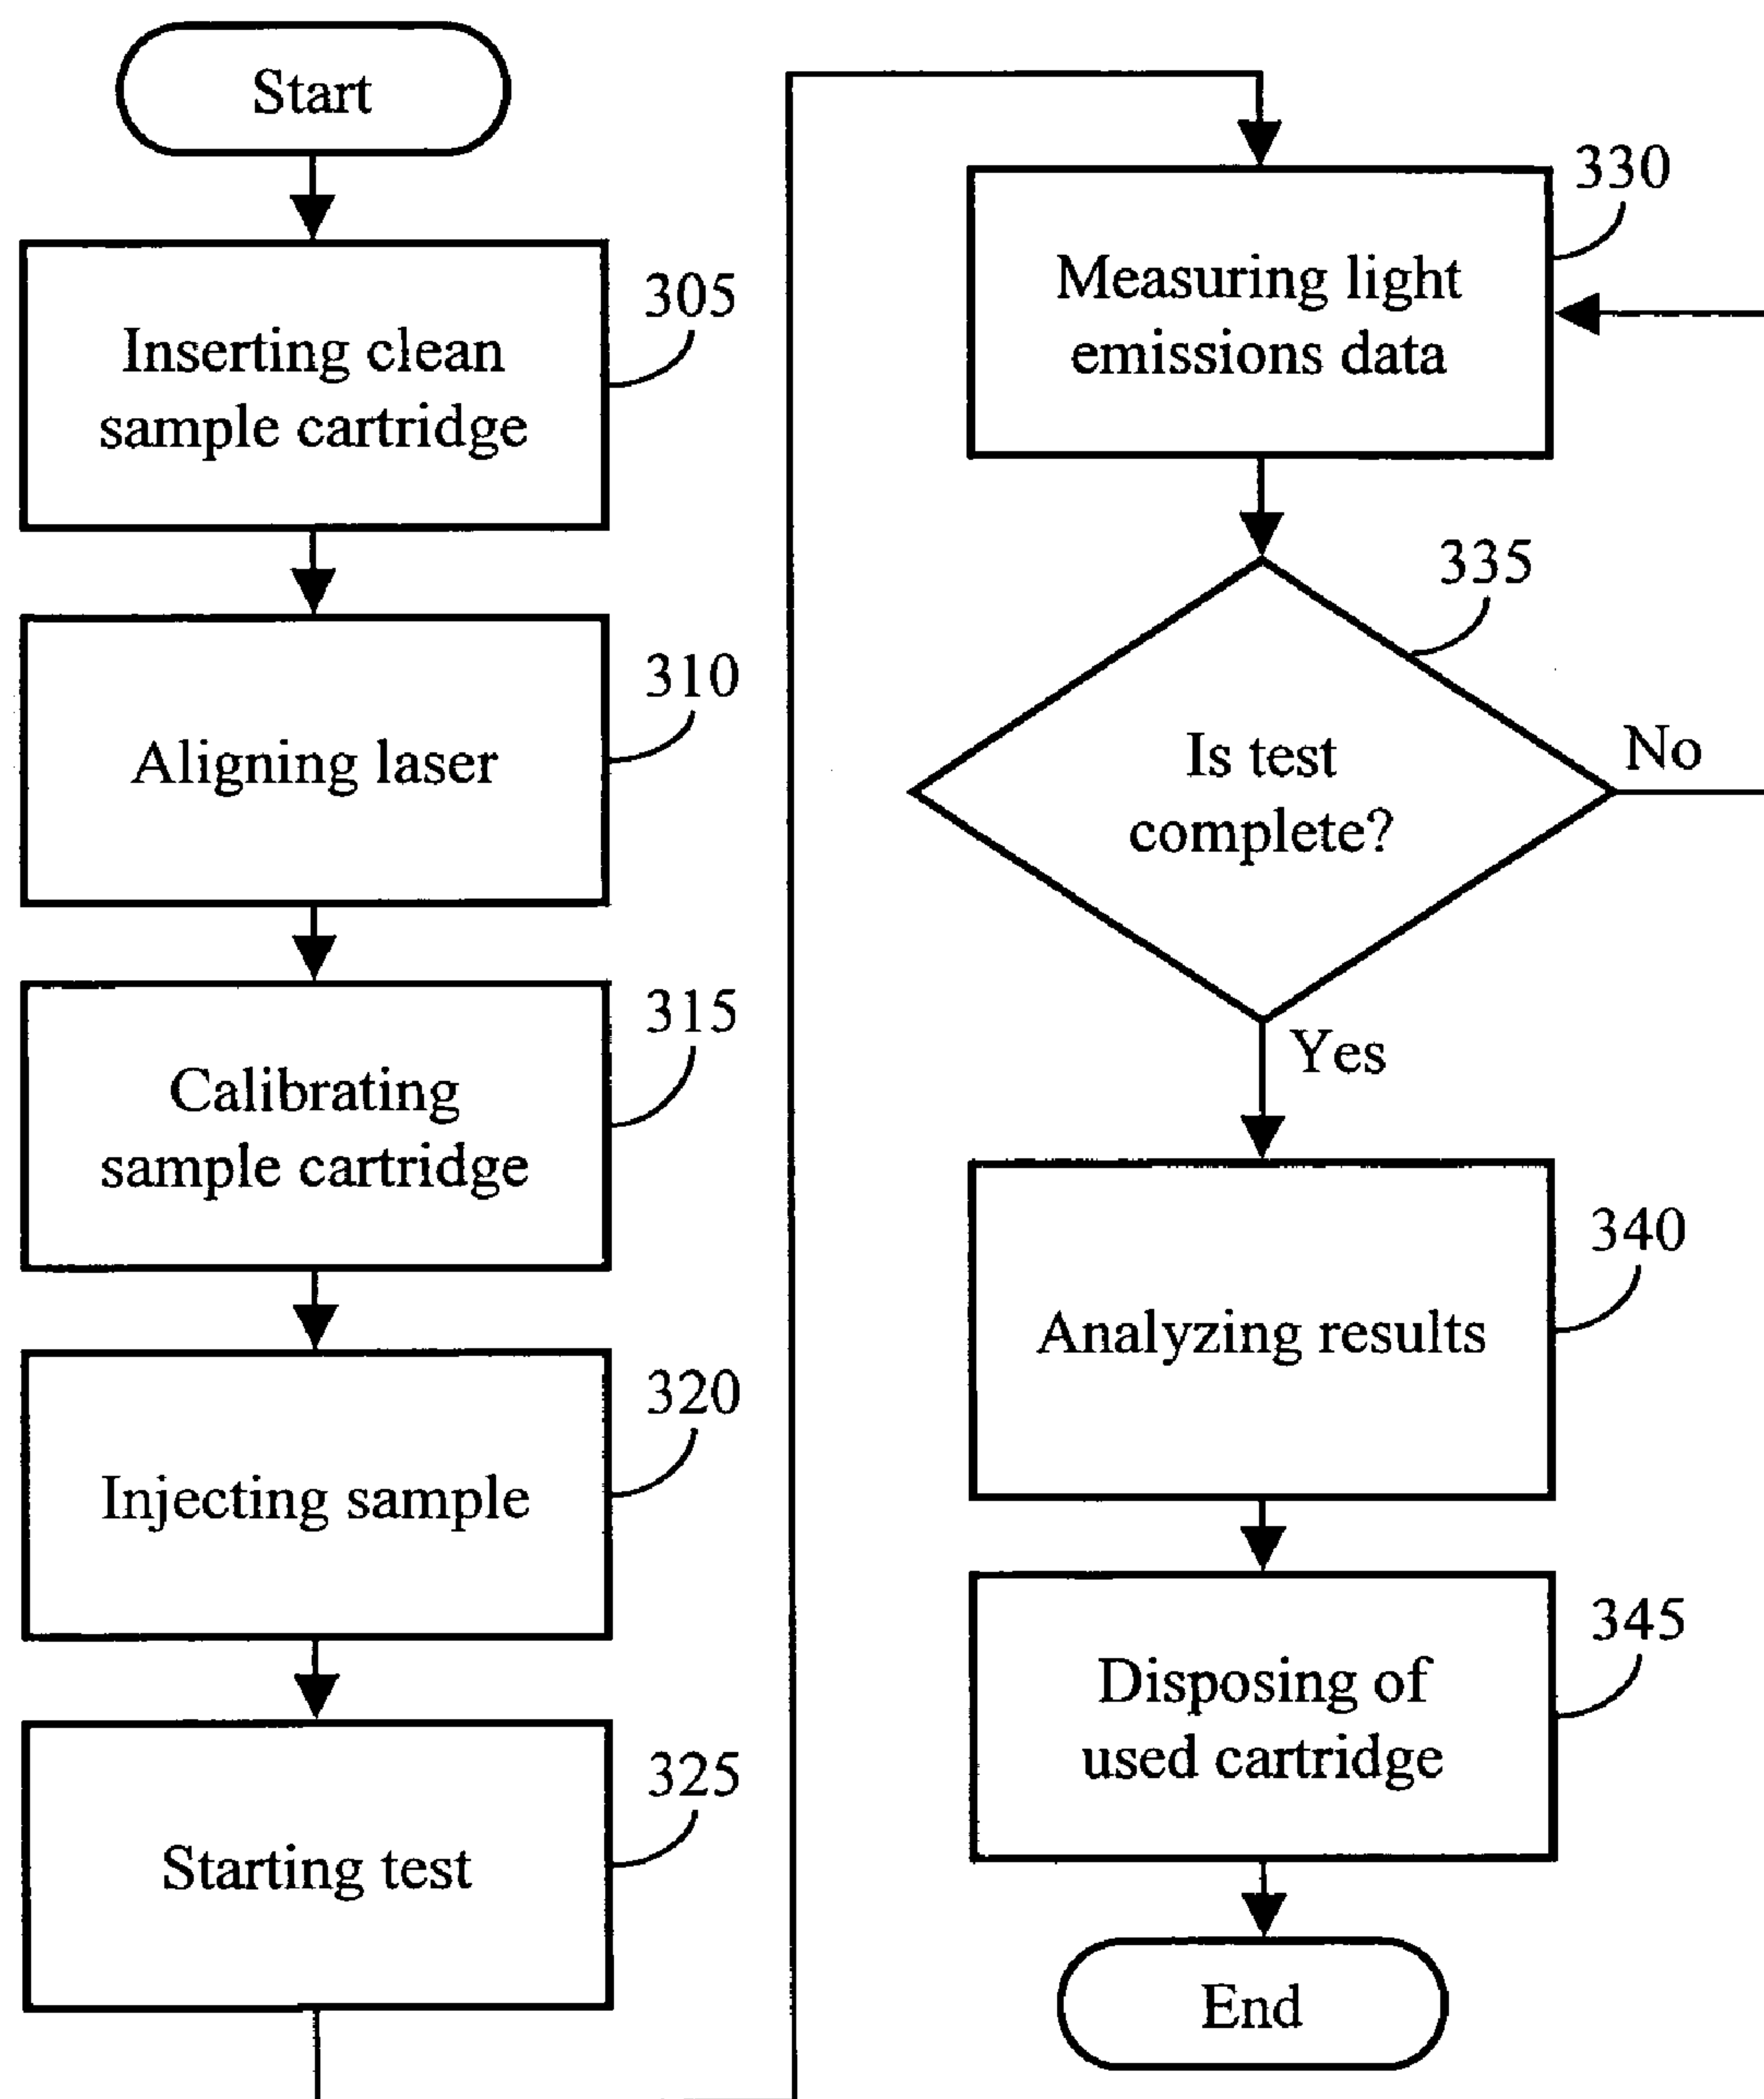 Start
305
Inserting clean
sample cartridge
310
Aligning laser
315
Calibrating
sample cartridge
320
Injecting sample
325
Starting test
330
Measuring light
emissions data
335
Is test
complete?
No
Yes
340
Analyzing results
345
Disposing of
used cartridge
End